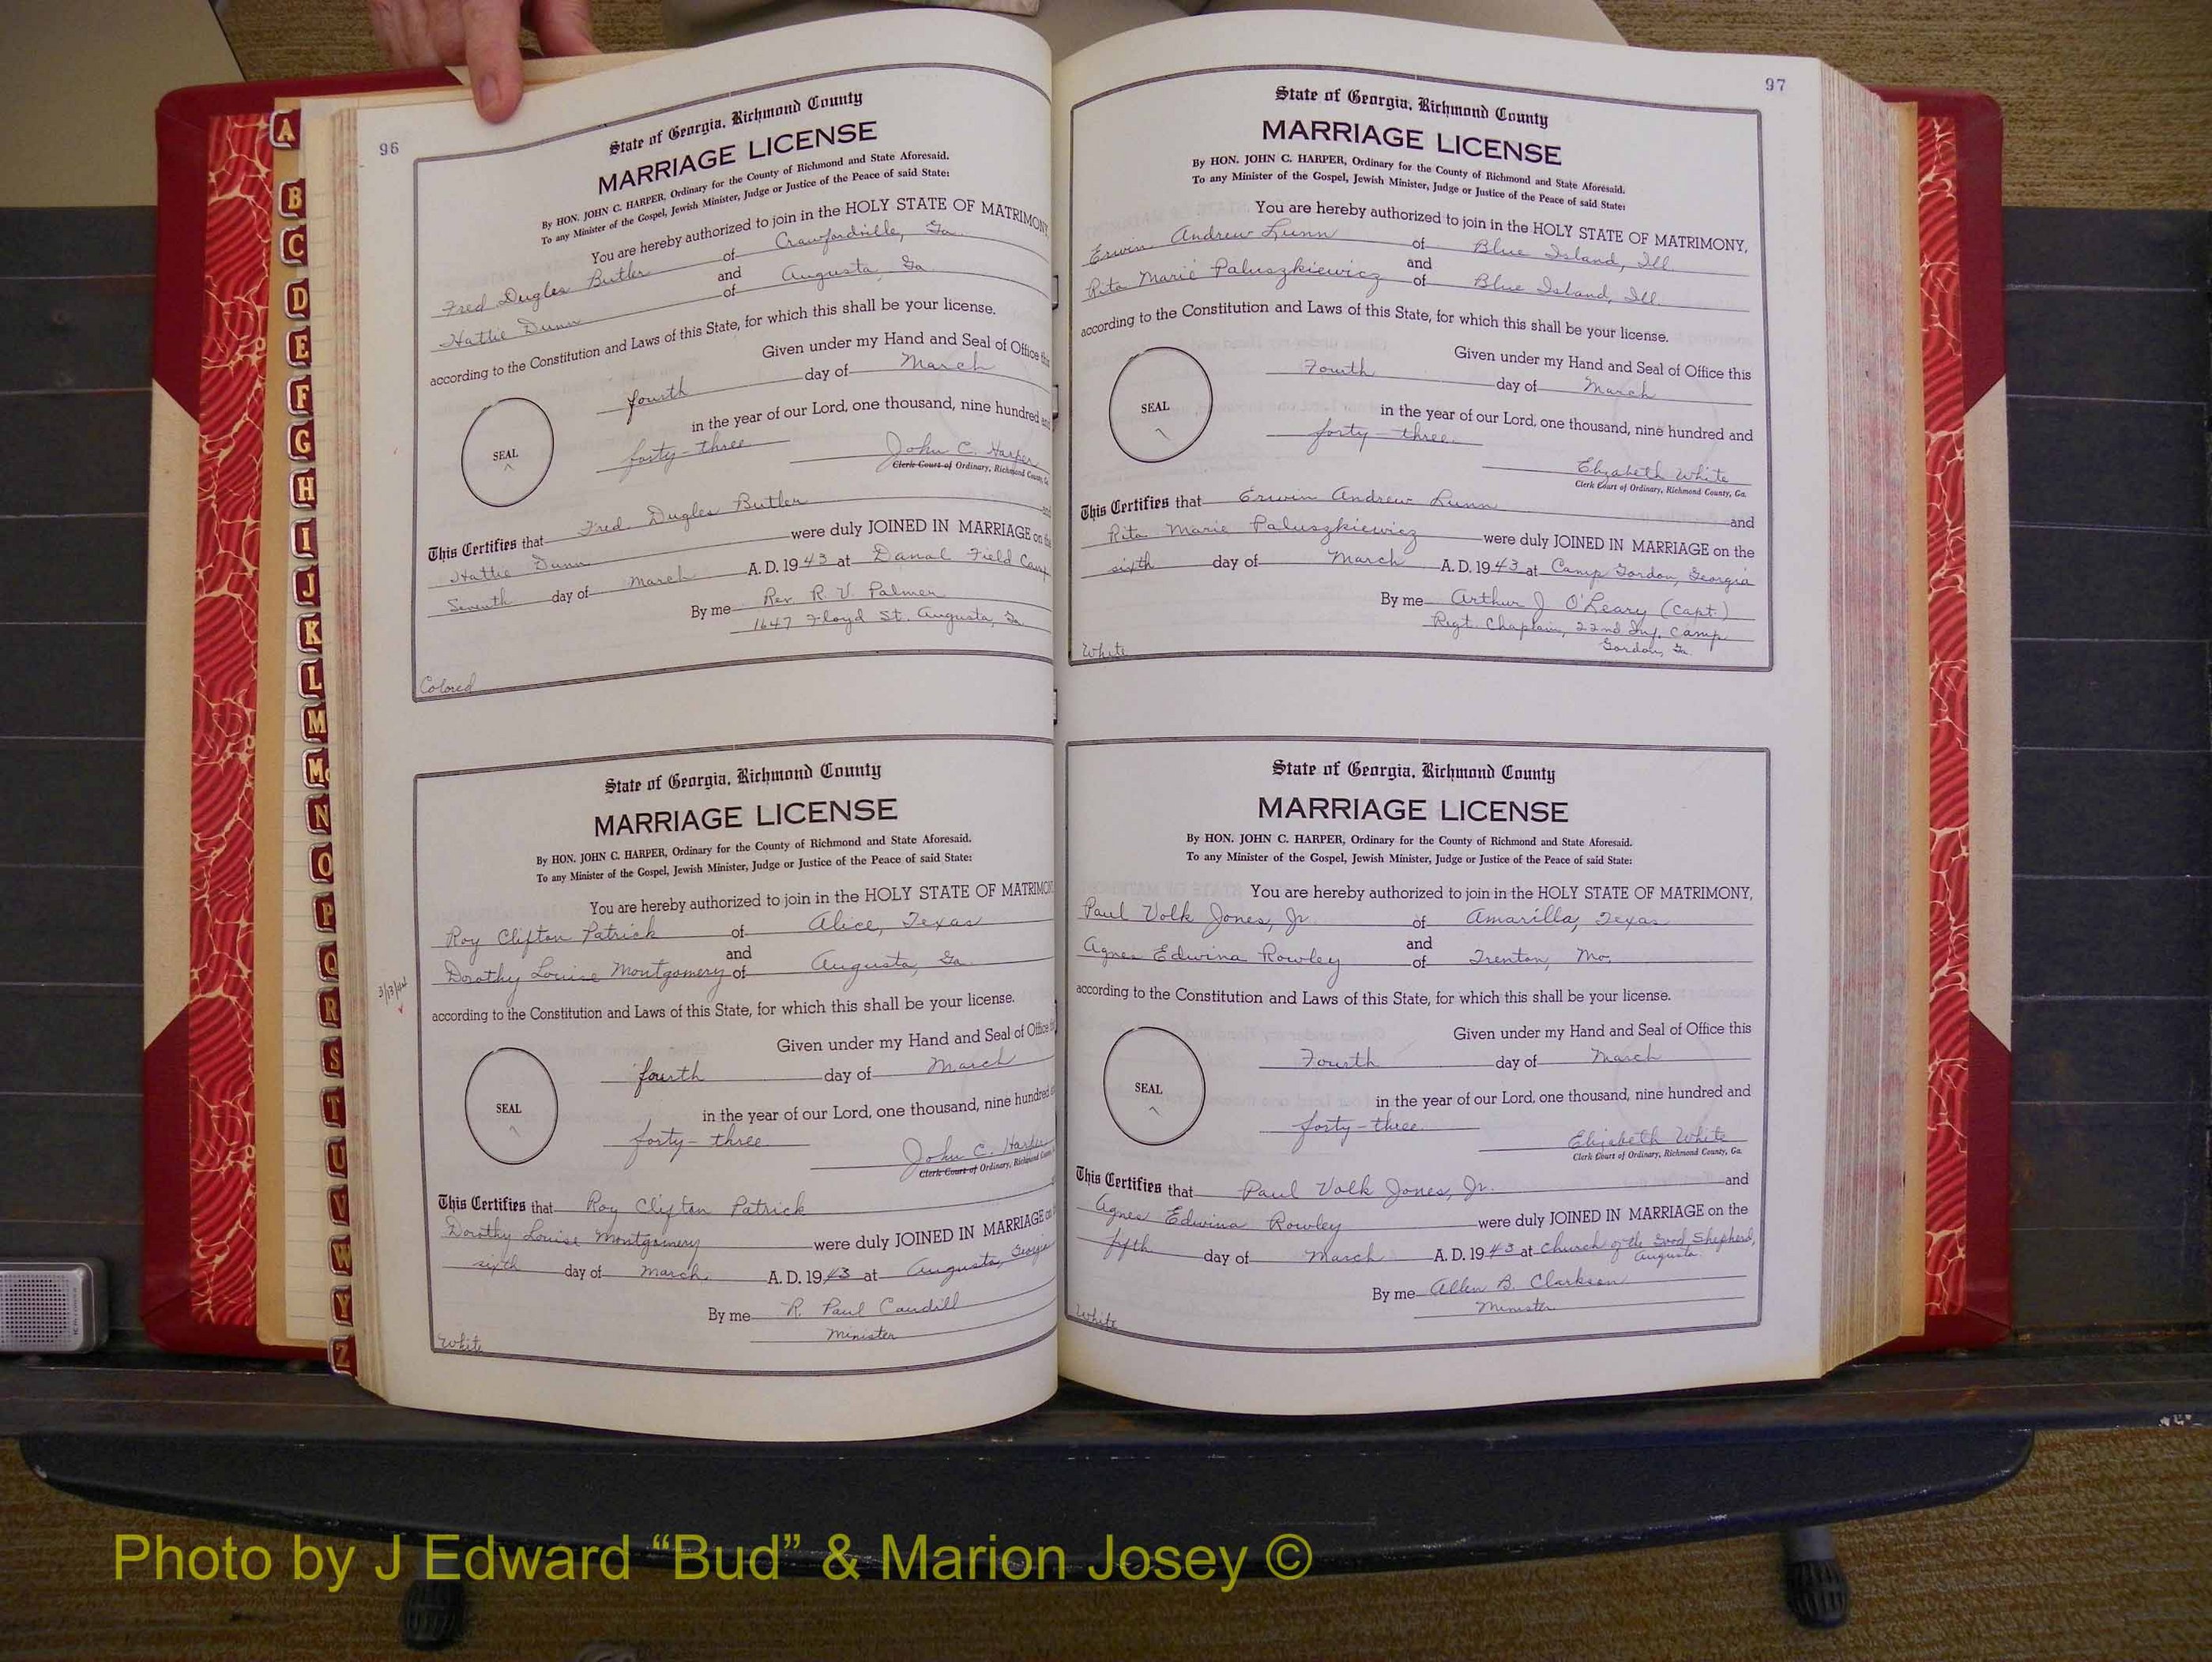 96
State of Georgia, Richmond County
MARRIAGE LICENSE
By HON. JOHN C. HARPER, Ordinary for the County of Richmond and State Aforesaid.
To any Minister of the Gospel, Jewish Minister, Judge or Justice of the Peace of said State:
You are hereby authorized to join in the HOLY STATE OF MATRIMONY,
Fred Dugles Butler of Crawfordville, Ga.
and
Hattie Dunn of Augusta, Ga
according to the Constitution and Laws of this State, for which this shall be your license.
Given under my Hand and Seal of Office this
fourth day of March
in the year of our Lord, one thousand, nine hundred and
SEAL
forty-three
John C. Harper
Clerk Court of Ordinary, Richmond County, Ga.
This Certifies that Fred Dugles Butler and
Hattie Dunn were duly JOINED IN MARRIAGE on the
Seventh day of March A. D. 1943 at Danal Field Camp
By me Rev. R. V. Palmer
1647 Floyd St. Augusta, Ga
Colored
State of Georgia, Richmond County
MARRIAGE LICENSE
By HON. JOHN C. HARPER, Ordinary for the County of Richmond and State Aforesaid.
To any Minister of the Gospel, Jewish Minister, Judge or Justice of the Peace of said State:
You are hereby authorized to join in the HOLY STATE OF MATRIMONY
Roy Clifton Patrick of Alice, Texas
and
Dorothy Louise Montgomery of Augusta, Ga.
3/13/44
according to the Constitution and Laws of this State, for which this shall be your license.
Given under my Hand and Seal of Office
fourth day of March
in the year of our Lord, one thousand, nine hundred
SEAL
forty-three
John C. Harper
Clerk Court of Ordinary, Richmond County
This Certifies that Roy Clifton Patrick
Dorothy Louise Montgomery were duly JOINED IN MARRIAGE on
sixth day of March A. D. 1943 at Augusta, Georgia
By me R. Paul Caudill
Minister
White
97
State of Georgia, Richmond County
MARRIAGE LICENSE
By HON. JOHN C. HARPER, Ordinary for the County of Richmond and State Aforesaid.
To any Minister of the Gospel, Jewish Minister, Judge or Justice of the Peace of said State:
You are hereby authorized to join in the HOLY STATE OF MATRIMONY,
Erwin Andrew Lunn of Blue Island, Ill.
and
Rita Marie Paluszkiewicz of Blue Island, Ill.
according to the Constitution and Laws of this State, for which this shall be your license.
Given under my Hand and Seal of Office this
Fourth day of March
in the year of our Lord, one thousand, nine hundred and
SEAL
forty-three
Elizabeth White
Clerk Court of Ordinary, Richmond County, Ga.
This Certifies that Erwin Andrew Lunn and
Rita Marie Paluszkiewicz were duly JOINED IN MARRIAGE on the
sixth day of March A. D. 1943 at Camp Gordon, Georgia
By me Arthur J O'Leary (Capt.)
Regt. Chaplain, 22nd Inf. Camp
Gordon, Ga.
White
State of Georgia, Richmond County
MARRIAGE LICENSE
By HON. JOHN C. HARPER, Ordinary for the County of Richmond and State Aforesaid.
To any Minister of the Gospel, Jewish Minister, Judge or Justice of the Peace of said State:
You are hereby authorized to join in the HOLY STATE OF MATRIMONY,
Paul Volk Jones, Jr. of Amarilla, Texas
and
Agnes Edwina Rowley of Trenton, Mo.
according to the Constitution and Laws of this State, for which this shall be your license.
Given under my Hand and Seal of Office this
Fourth day of March
in the year of our Lord, one thousand, nine hundred and
SEAL
forty-three
Elizabeth White
Clerk Court of Ordinary, Richmond County, Ga.
This Certifies that Paul Volk Jones, Jr. and
Agnes Edwina Rowley were duly JOINED IN MARRIAGE on the
fifth day of March A. D. 1943 at Church of the Good Shepherd,
Augusta.
By me Allen B. Clarkson
Minister
White
A
B
C
D
E
F
G
H
I
J
K
L
M
Mc
N
O
P
Q
R
S
T
U
V
W
Y
Z
Photo by J Edward “Bud” & Marion Josey ©